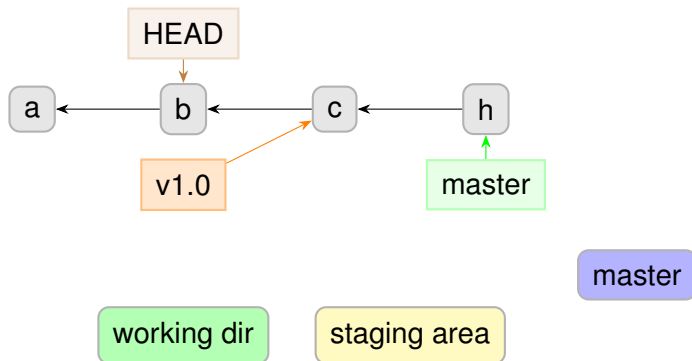 HEAD
a
b
c
h
v1.0
master
master
working dir
staging area